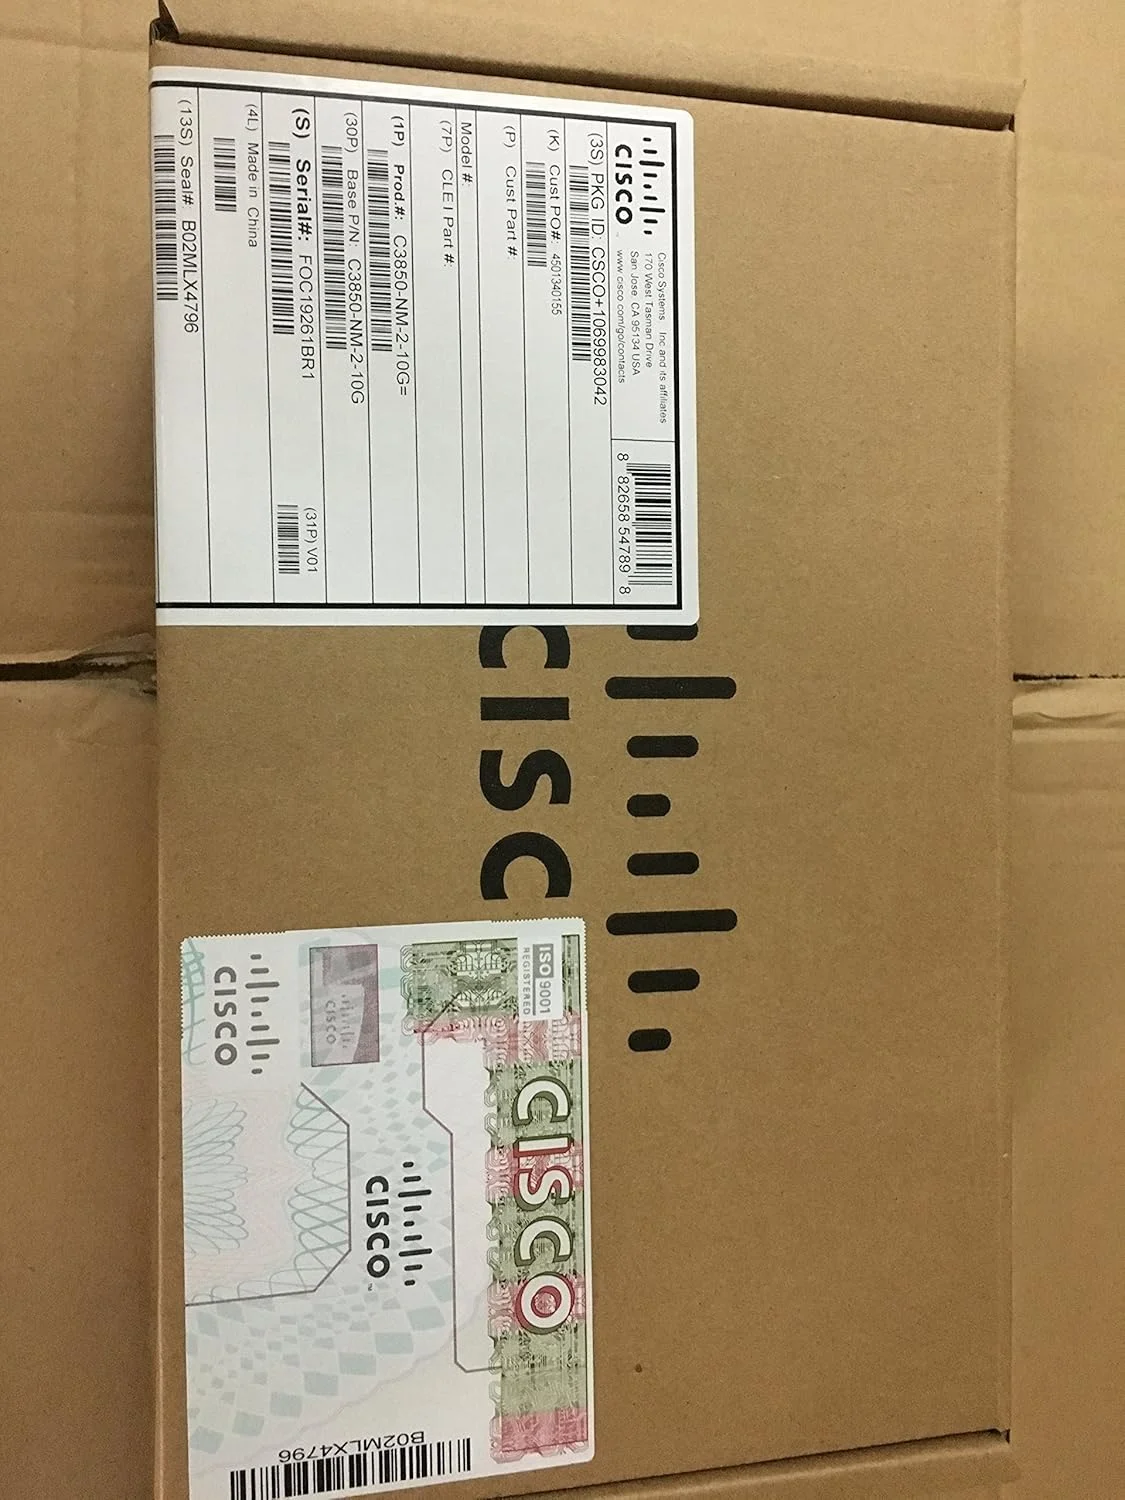 CISCO
Cisco Systems, Inc and its affiliates
170 West Tasman Drive
San Jose, CA 95134 USA
www.cisco.com/go/contacts
8 82658 54789 8
(3S) PKG ID: CSCO+1069983042
(K) Cust PO#: 4501340155
(P) Cust Part #:
Model #:
(7P) CLEI Part #:
(1P) Prod.#: C3850-NM-2-10G=
(30P) Base P/N: C3850-NM-2-10G
(S) Serial#: FOC19261BR1
(31P) V01
(4L) Made in China
(13S) Seal#: B02MLX4796
CISC
ISO 9001
REGISTERED
CISCO
CISCO
CISCO
CISCO
B02MLX4796